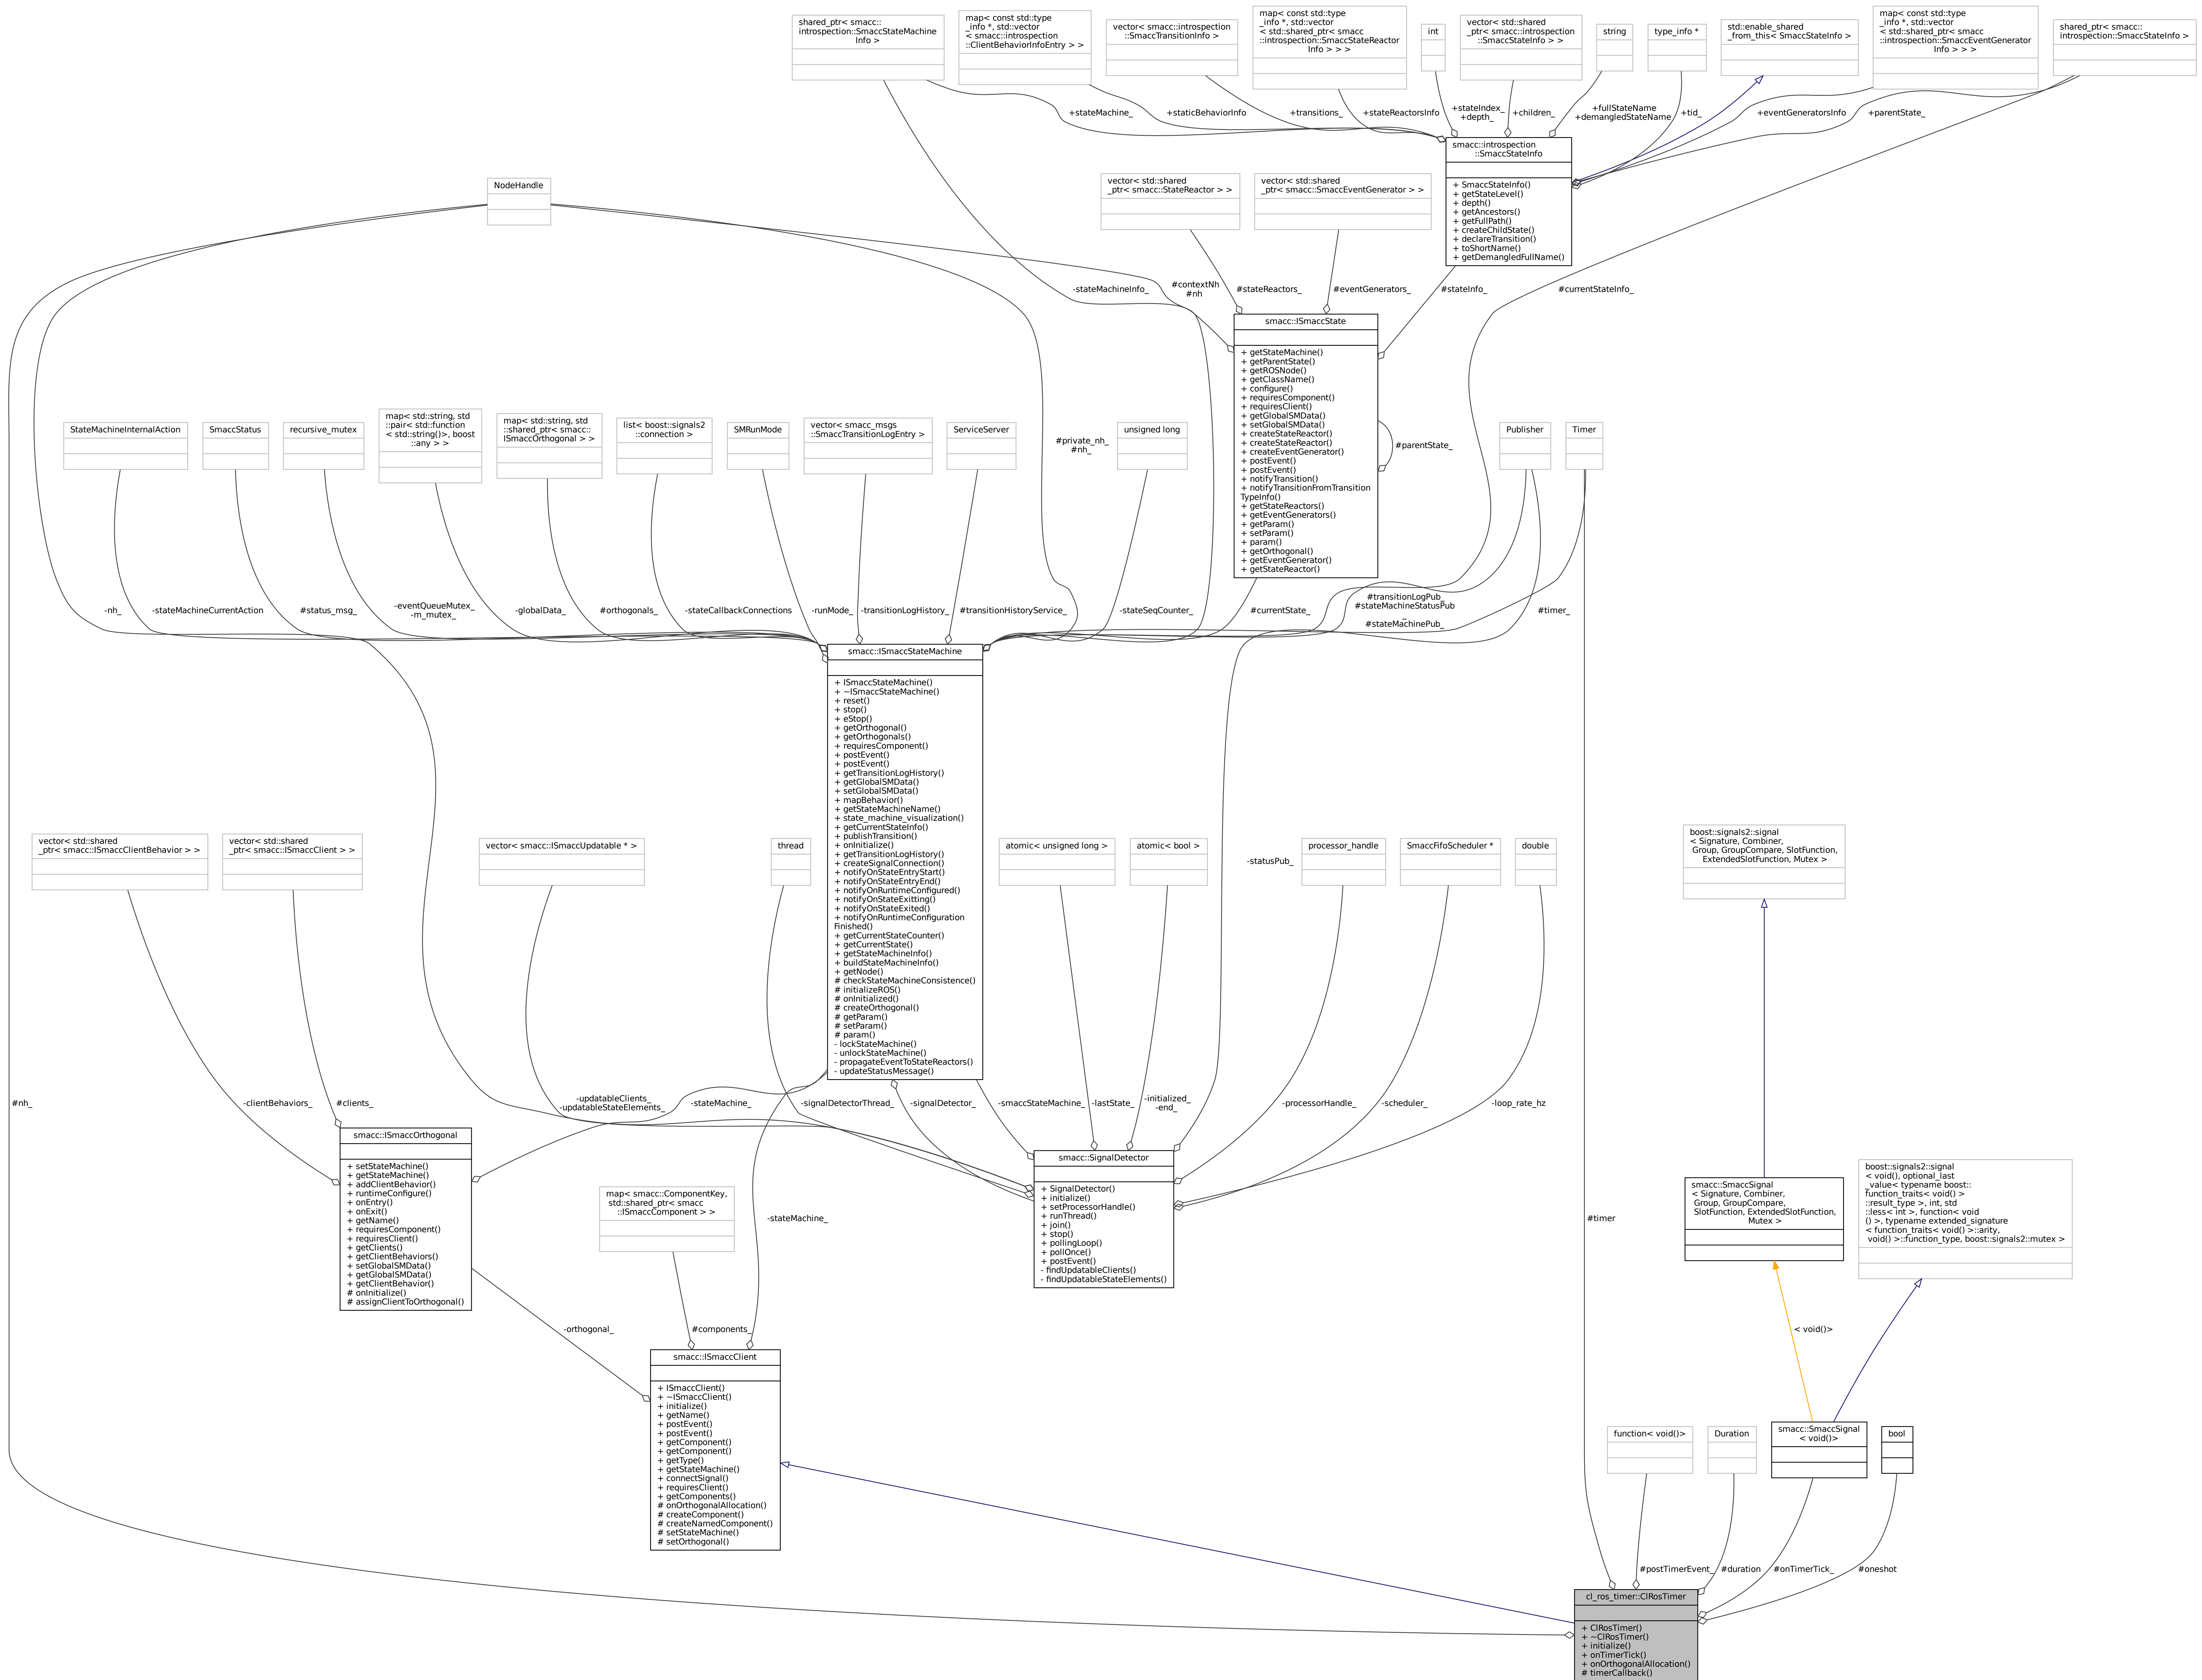 shared_ptr< smacc::
introspection::SmaccStateMachine
Info >
map< const std::type
_info *, std::vector
< smacc::introspection
::ClientBehaviorInfoEntry > >
vector< smacc::introspection
::SmaccTransitionInfo >
map< const std::type
_info *, std::vector
< std::shared_ptr< smacc
::introspection::SmaccStateReactor
Info > > >
int
vector< std::shared
_ptr< smacc::introspection
::SmaccStateInfo > >
string
type_info *
std::enable_shared
_from_this< SmaccStateInfo >
map< const std::type
_info *, std::vector
< std::shared_ptr< smacc
::introspection::SmaccEventGenerator
Info > > >
shared_ptr< smacc::
introspection::SmaccStateInfo >
+stateMachine_
+staticBehaviorInfo
+transitions_
+stateReactorsInfo
+stateIndex_
+depth_
+children_
+fullStateName
+demangledStateName
+tid_
+eventGeneratorsInfo
+parentState_
smacc::introspection
::SmaccStateInfo
+ SmaccStateInfo()
+ getStateLevel()
+ depth()
+ getAncestors()
+ getFullPath()
+ createChildState()
+ declareTransition()
+ toShortName()
+ getDemangledFullName()
NodeHandle
vector< std::shared
_ptr< smacc::StateReactor > >
vector< std::shared
_ptr< smacc::SmaccEventGenerator > >
-stateMachineInfo_
#contextNh
#nh
#stateReactors_
#eventGenerators_
#stateInfo_
#currentStateInfo_
smacc::ISmaccState
+ getStateMachine()
+ getParentState()
+ getROSNode()
+ getClassName()
+ configure()
+ requiresComponent()
+ requiresClient()
+ getGlobalSMData()
+ setGlobalSMData()
+ createStateReactor()
+ createStateReactor()
+ createEventGenerator()
+ postEvent()
+ postEvent()
+ notifyTransition()
+ notifyTransitionFromTransition
TypeInfo()
+ getStateReactors()
+ getEventGenerators()
+ getParam()
+ setParam()
+ param()
+ getOrthogonal()
+ getEventGenerator()
+ getStateReactor()
#parentState_
StateMachineInternalAction
SmaccStatus
recursive_mutex
map< std::string, std
::pair< std::function
< std::string()>, boost
::any > >
map< std::string, std
::shared_ptr< smacc::
ISmaccOrthogonal > >
list< boost::signals2
::connection >
SMRunMode
vector< smacc_msgs
::SmaccTransitionLogEntry >
ServiceServer
#private_nh_
#nh_
unsigned long
Publisher
Timer
-nh_
-stateMachineCurrentAction
#status_msg_
-eventQueueMutex_
-m_mutex_
-globalData_
#orthogonals_
-stateCallbackConnections
-runMode_
-transitionLogHistory_
#transitionHistoryService_
-stateSeqCounter_
#currentState_
#transitionLogPub_
#stateMachineStatusPub
_
#stateMachinePub_
#timer_
smacc::ISmaccStateMachine
+ ISmaccStateMachine()
+ ~ISmaccStateMachine()
+ reset()
+ stop()
+ eStop()
+ getOrthogonal()
+ getOrthogonals()
+ requiresComponent()
+ postEvent()
+ postEvent()
+ getTransitionLogHistory()
+ getGlobalSMData()
+ setGlobalSMData()
+ mapBehavior()
+ getStateMachineName()
+ state_machine_visualization()
+ getCurrentStateInfo()
+ publishTransition()
+ onInitialize()
+ getTransitionLogHistory()
+ createSignalConnection()
+ notifyOnStateEntryStart()
+ notifyOnStateEntryEnd()
+ notifyOnRuntimeConfigured()
+ notifyOnStateExitting()
+ notifyOnStateExited()
+ notifyOnRuntimeConfiguration
Finished()
+ getCurrentStateCounter()
+ getCurrentState()
+ getStateMachineInfo()
+ buildStateMachineInfo()
+ getNode()
# checkStateMachineConsistence()
# initializeROS()
# onInitialized()
# createOrthogonal()
# getParam()
# setParam()
# param()
- lockStateMachine()
- unlockStateMachine()
- propagateEventToStateReactors()
- updateStatusMessage()
vector< std::shared
_ptr< smacc::ISmaccClientBehavior > >
vector< std::shared
_ptr< smacc::ISmaccClient > >
vector< smacc::ISmaccUpdatable * >
thread
atomic< unsigned long >
atomic< bool >
-statusPub_
processor_handle
SmaccFifoScheduler *
double
boost::signals2::signal
< Signature, Combiner,
Group, GroupCompare, SlotFunction,
ExtendedSlotFunction, Mutex >
#nh_
-clientBehaviors_
#clients_
-updatableClients_
-updatableStateElements_
-stateMachine_
-signalDetectorThread_
-signalDetector_
-smaccStateMachine_
-lastState_
-initialized_
-end_
-processorHandle_
-scheduler_
-loop_rate_hz
smacc::ISmaccOrthogonal
+ setStateMachine()
+ getStateMachine()
+ addClientBehavior()
+ runtimeConfigure()
+ onEntry()
+ onExit()
+ getName()
+ requiresComponent()
+ requiresClient()
+ getClients()
+ getClientBehaviors()
+ setGlobalSMData()
+ getGlobalSMData()
+ getClientBehavior()
# onInitialize()
# assignClientToOrthogonal()
smacc::SignalDetector
+ SignalDetector()
+ initialize()
+ setProcessorHandle()
+ runThread()
+ join()
+ stop()
+ pollingLoop()
+ pollOnce()
+ postEvent()
- findUpdatableClients()
- findUpdatableStateElements()
map< smacc::ComponentKey,
std::shared_ptr< smacc
::ISmaccComponent > >
-stateMachine_
#timer
smacc::SmaccSignal
< Signature, Combiner,
Group, GroupCompare,
SlotFunction, ExtendedSlotFunction,
Mutex >
boost::signals2::signal
< void(), optional_last
_value< typename boost::
function_traits< void() >
::result_type >, int, std
::less< int >, function< void
() >, typename extended_signature
< function_traits< void() >::arity,
void() >::function_type, boost::signals2::mutex >
-orthogonal_
#components_
< void()>
smacc::ISmaccClient
+ ISmaccClient()
+ ~ISmaccClient()
+ initialize()
+ getName()
+ postEvent()
+ postEvent()
+ getComponent()
+ getComponent()
+ getType()
+ getStateMachine()
+ connectSignal()
+ requiresClient()
+ getComponents()
# onOrthogonalAllocation()
# createComponent()
# createNamedComponent()
# setStateMachine()
# setOrthogonal()
function< void()>
Duration
smacc::SmaccSignal
< void()>
bool
#postTimerEvent_
#duration
#onTimerTick_
#oneshot
cl_ros_timer::ClRosTimer
+ ClRosTimer()
+ ~ClRosTimer()
+ initialize()
+ onTimerTick()
+ onOrthogonalAllocation()
# timerCallback()